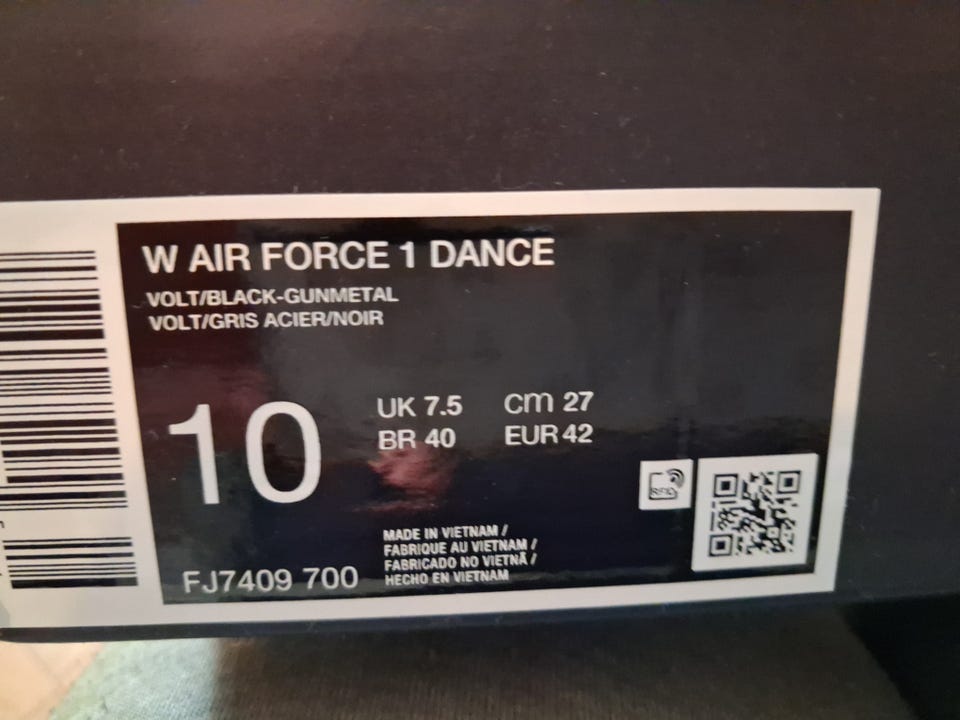 W AIR FORCE 1 DANCE
VOLT/BLACK-GUNMETAL
VOLT/GRIS ACIER/NOIR
10
UK 7.5 cm 27
BR 40 EUR 42
RFID
MADE IN VIETNAM /
FABRIQUE AU VIETNAM /
FABRICADO NO VIETNÃ /
HECHO EN VIETNAM
FJ7409 700